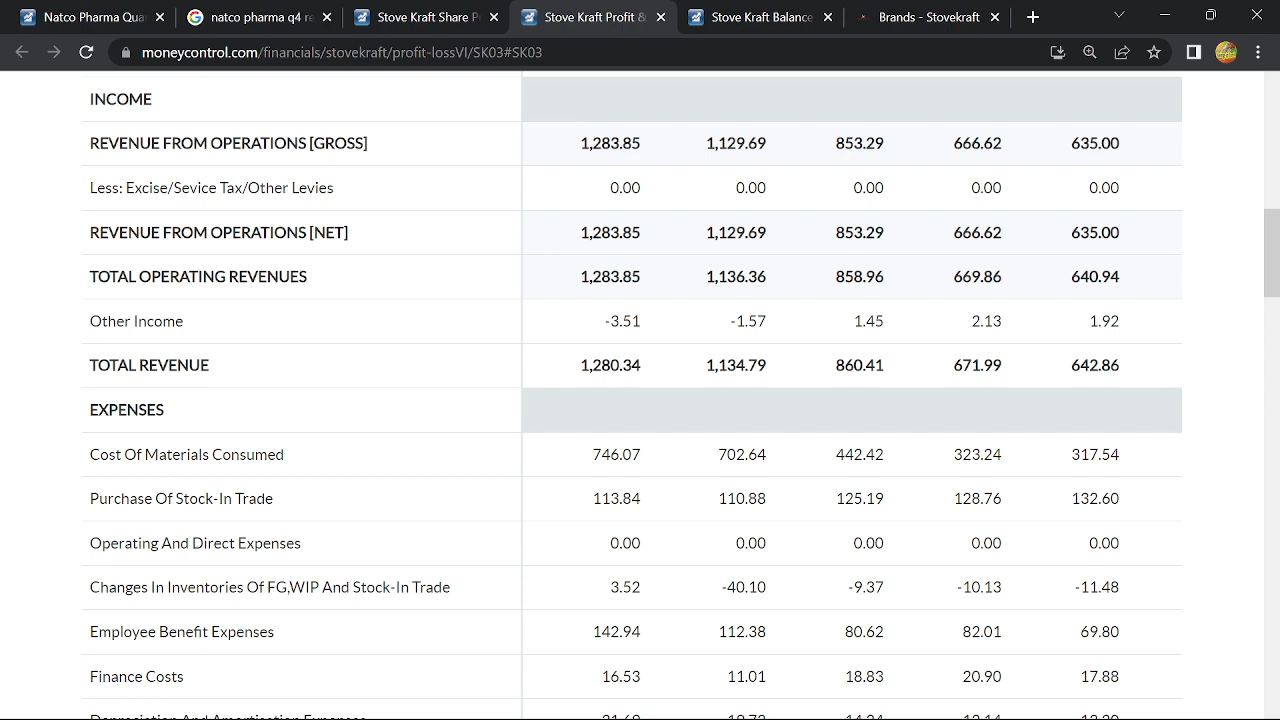 Natco Pharma Qua
natco pharma q4 re
Stove Kraft Share P
Stove Kraft Profit &
Stove Kraft Balance
Brands - Stovekraft
moneycontrol.com/financials/stovekraft/profit-lossVI/SK03#SK03
INCOME
REVENUE FROM OPERATIONS [GROSS] 1,283.85 1,129.69 853.29 666.62 635.00
Less: Excise/Sevice Tax/Other Levies 0.00 0.00 0.00 0.00 0.00
REVENUE FROM OPERATIONS [NET] 1,283.85 1,129.69 853.29 666.62 635.00
TOTAL OPERATING REVENUES 1,283.85 1,136.36 858.96 669.86 640.94
Other Income -3.51 -1.57 1.45 2.13 1.92
TOTAL REVENUE 1,280.34 1,134.79 860.41 671.99 642.86
EXPENSES
Cost Of Materials Consumed 746.07 702.64 442.42 323.24 317.54
Purchase Of Stock-In Trade 113.84 110.88 125.19 128.76 132.60
Operating And Direct Expenses 0.00 0.00 0.00 0.00 0.00
Changes In Inventories Of FG,WIP And Stock-In Trade 3.52 -40.10 -9.37 -10.13 -11.48
Employee Benefit Expenses 142.94 112.38 80.62 82.01 69.80
Finance Costs 16.53 11.01 18.83 20.90 17.88
Depreciation And Amortisation Expenses